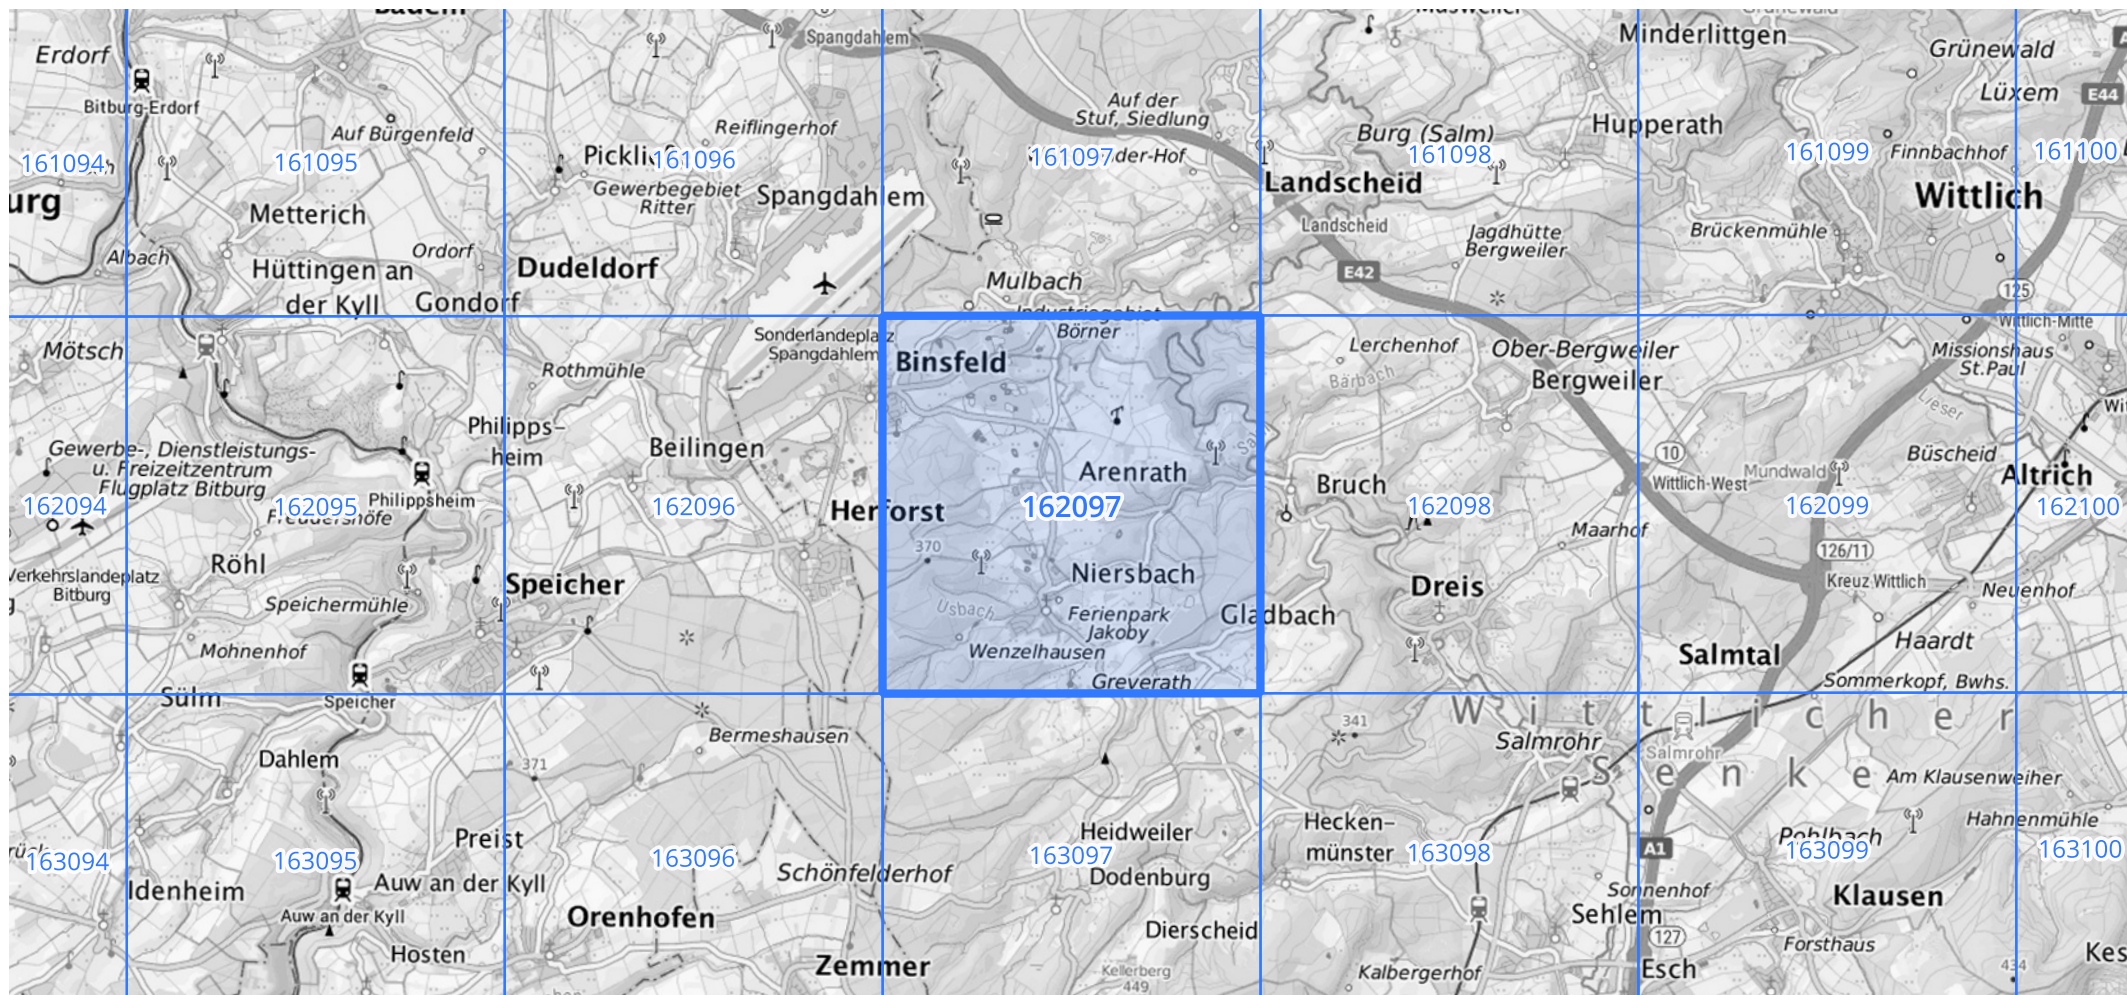 Erdorf
Bitburg-Erdorf
161094
urg
Albach
Auf Bürgenfeld
161095
Metterich
Ordorf
Hüttingen an
der Kyll
Gondorf
Spangdahlem
Reiflingerhof
161096
Gewerbegebiet
Ritter
Spangdahlem
Dudeldorf
Auf der
Stuf, Siedlung
161097
der-Hof
Mulbach
Industriegebiet
Börner
Burg (Salm)
161098
Landscheid
Landscheid
Jagdhütte
Bergweiler
E42
Minderlittgen
Hupperath
Grünewald
Lüxem
E44
161099
Finnbachhof
161100
Wittlich
Brückenmühle
125
Mötsch
Gewerbe-, Dienstleistungs-
u. Freizeitzentrum
Flugplatz Bitburg
162094
Verkehrslandeplatz
Bitburg
162095
Philipps-
heim
Philippsheim
Röhl
Speichermühle
Mohnenhof
Speicher
Sülm
Sonderlandeplatz
Spangdahlem
Rothmühle
Beilingen
162096
Herforst
Speicher
Binsfeld
Arenrath
162097
370
Niersbach
Usbach
Ferienpark
Jakoby
Wenzelhausen
Greverath
Gladbach
Lerchenhof
Bärbach
Ober-Bergweiler
Bergweiler
Bruch
162098
Maarhof
Dreis
Wittlich-Mitte
Missionshaus
St.Paul
Lieser
10
Mundwald
Wittlich-West
Büscheid
Altrich
162099
162100
126/11
Kreuz Wittlich
Neuenhof
Haardt
Salmtal
Sommerkopf, Bwhs.
Wittlicher
Senke
Dahlem
163094
163095
Preist
Idenheim
Auw an der Kyll
Auw an der Kyll
Hosten
Bermeshausen
371
163096
Schönfelderhof
Orenhofen
Zemmer
Heidweiler
163097
Dodenburg
Dierscheid
Kellerberg
449
341
Salmrohr
Salmrohr
Hecken-
münster
163098
Kalbergerhof
Sehlem
Sonnenhof
A1
127
Esch
Am Klausenweiher
Hahnenmühle
Pohlbach
163099
163100
Klausen
Forsthaus
434
Kes